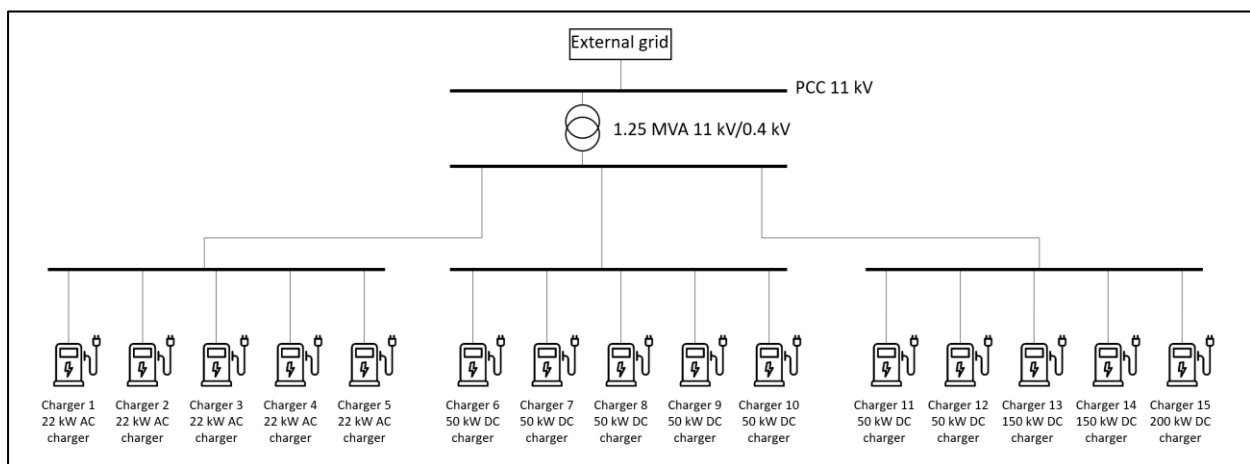 External grid
PCC 11 kV
1.25 MVA 11 kV/0.4 kV
Charger 1
22 kW AC
charger
Charger 2
22 kW AC
charger
Charger 3
22 kW AC
charger
Charger 4
22 kW AC
charger
Charger 5
22 kW AC
charger
Charger 6
50 kW DC
charger
Charger 7
50 kW DC
charger
Charger 8
50 kW DC
charger
Charger 9
50 kW DC
charger
Charger 10
50 kW DC
charger
Charger 11
50 kW DC
charger
Charger 12
50 kW DC
charger
Charger 13
150 kW DC
charger
Charger 14
150 kW DC
charger
Charger 15
200 kW DC
charger